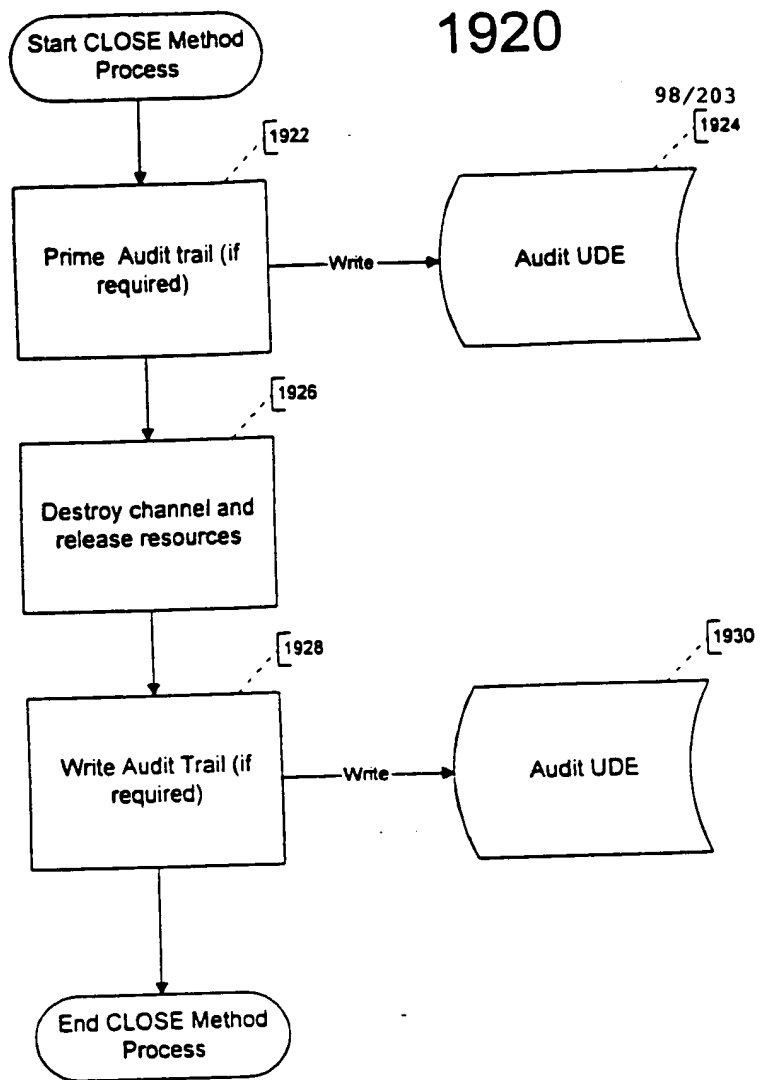 Start CLOSE Method
Process
1920
98/203
1922
1924
Prime Audit trail (if
required)
Write
Audit UDE
1926
Destroy channel and
release resources
1928
1930
Write Audit Trail (if
required)
Write
Audit UDE
End CLOSE Method
Process